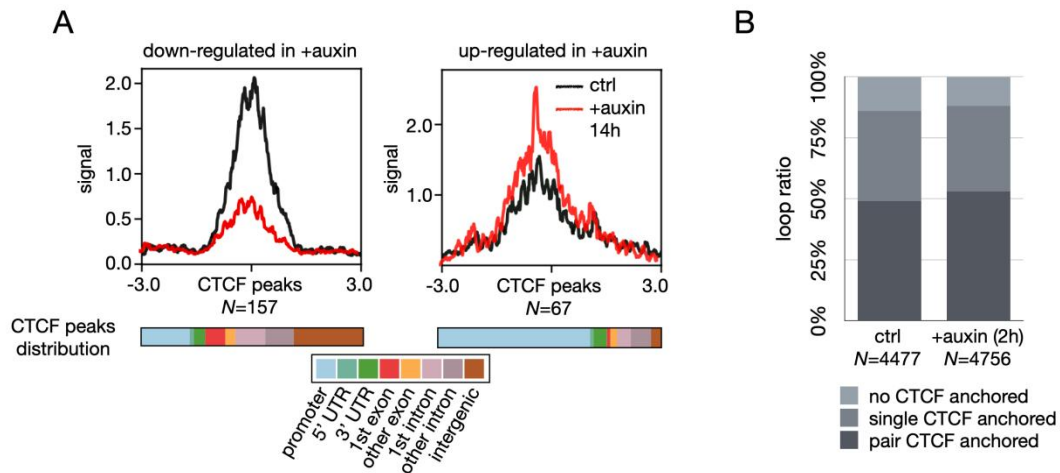 A
down-regulated in +auxin
signal
2.0
1.5
1.0
0.5
0.0
-3.0
CTCF peaks
3.0
N=157
up-regulated in +auxin
ctrl
+auxin
14h
signal
2.0
1.0
-3.0
CTCF peaks
3.0
N=67
CTCF peaks
distribution
promoter
5' UTR
3' UTR
1st exon
other exon
1st intron
other intron
intergenic
B
loop ratio
100%
75%
50%
25%
0%
ctrl
N=4477
+auxin (2h)
N=4756
no CTCF anchored
single CTCF anchored
pair CTCF anchored